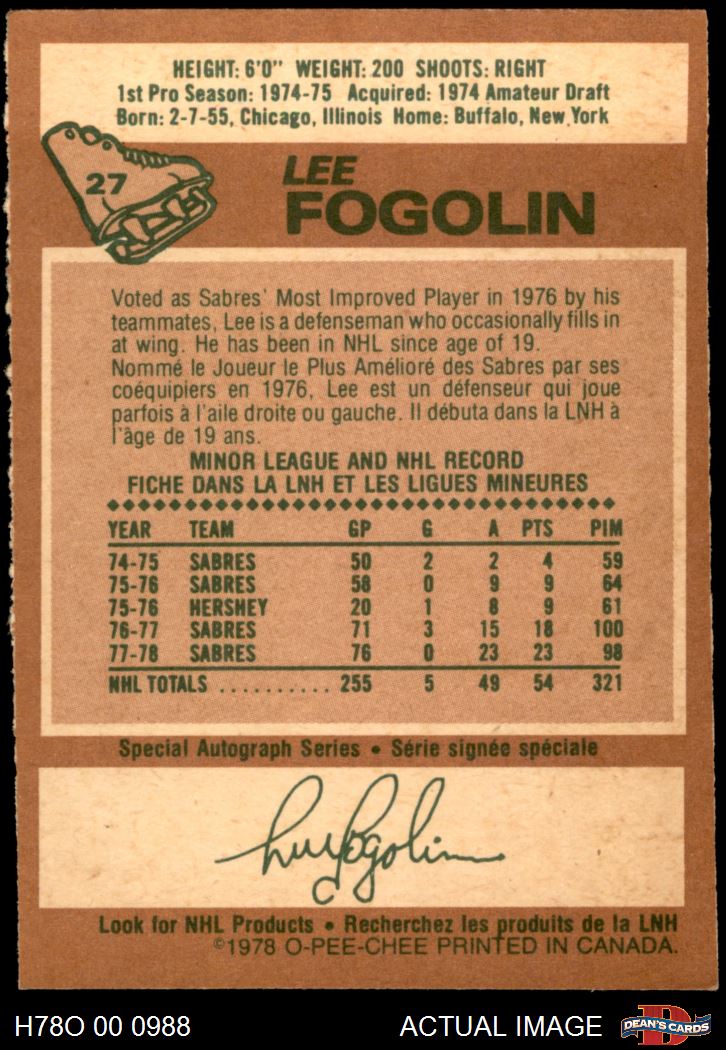 HEIGHT: 6'0" WEIGHT: 200 SHOOTS: RIGHT
1st Pro Season: 1974-75 Acquired: 1974 Amateur Draft
Born: 2-7-55, Chicago, Illinois Home: Buffalo, New York
27
LEE
FOGOLIN
Voted as Sabres' Most Improved Player in 1976 by his
teammates, Lee is a defenseman who occasionally fills in
at wing. He has been in NHL since age of 19.
Nommé le Joueur le Plus Amélioré des Sabres par ses
coéquipiers en 1976, Lee est un défenseur qui joue
parfois à l'aile droite ou gauche. Il débuta dans la LNH à
l'âge de 19 ans.
MINOR LEAGUE AND NHL RECORD
FICHE DANS LA LNH ET LES LIGUES MINEURES
YEAR TEAM GP G A PTS PIM
74-75 SABRES 50 2 2 4 59
75-76 SABRES 58 0 9 9 64
75-76 HERSHEY 20 1 8 9 61
76-77 SABRES 71 3 15 18 100
77-78 SABRES 76 0 23 23 98
NHL TOTALS .......... 255 5 49 54 321
Special Autograph Series • Série signée spéciale
Lee Fogolin
Look for NHL Products • Recherchez les produits de la LNH
©1978 O-PEE-CHEE PRINTED IN CANADA.
H78O 00 0988 ACTUAL IMAGE D DEAN'S CARDS